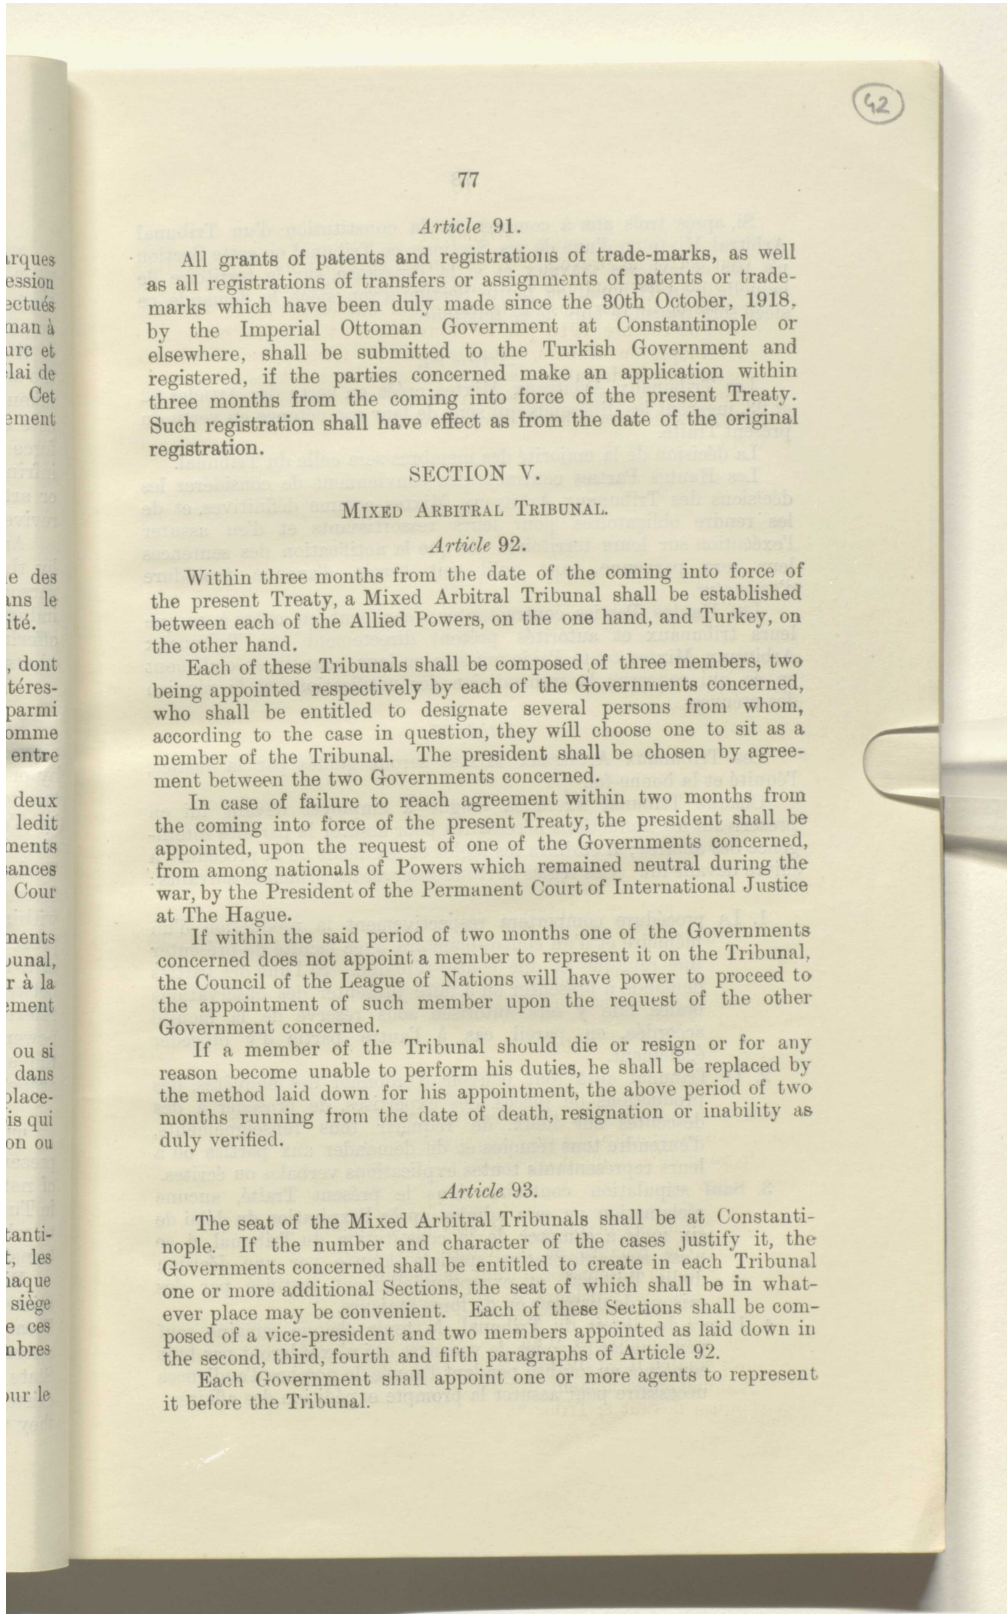 42
77
Article 91.
All grants of patents and registrations of trade-marks, as well
as all registrations of transfers or assignments of patents or trade-
marks which have been duly made since the 30th October, 1918,
by the Imperial Ottoman Government at Constantinople or
elsewhere, shall be submitted to the Turkish Government and
registered, if the parties concerned make an application within
three months from the coming into force of the present Treaty.
Such registration shall have effect as from the date of the original
registration.
SECTION V.
MIXED ARBITRAL TRIBUNAL.
Article 92.
Within three months from the date of the coming into force of
the present Treaty, a Mixed Arbitral Tribunal shall be established
between each of the Allied Powers, on the one hand, and Turkey, on
the other hand.
Each of these Tribunals shall be composed of three members, two
being appointed respectively by each of the Governments concerned,
who shall be entitled to designate several persons from whom,
according to the case in question, they will choose one to sit as a
member of the Tribunal. The president shall be chosen by agree-
ment between the two Governments concerned.
In case of failure to reach agreement within two months from
the coming into force of the present Treaty, the president shall be
appointed, upon the request of one of the Governments concerned,
from among nationals of Powers which remained neutral during the
war, by the President of the Permanent Court of International Justice
at The Hague.
If within the said period of two months one of the Governments
concerned does not appoint a member to represent it on the Tribunal,
the Council of the League of Nations will have power to proceed to
the appointment of such member upon the request of the other
Government concerned.
If a member of the Tribunal should die or resign or for any
reason become unable to perform his duties, he shall be replaced by
the method laid down for his appointment, the above period of two
months running from the date of death, resignation or inability as
duly verified.
Article 93.
The seat of the Mixed Arbitral Tribunals shall be at Constanti-
nople. If the number and character of the cases justify it, the
Governments concerned shall be entitled to create in each Tribunal
one or more additional Sections, the seat of which shall be in what-
ever place may be convenient. Each of these Sections shall be com-
posed of a vice-president and two members appointed as laid down in
the second, third, fourth and fifth paragraphs of Article 92.
Each Government shall appoint one or more agents to represent
it before the Tribunal.